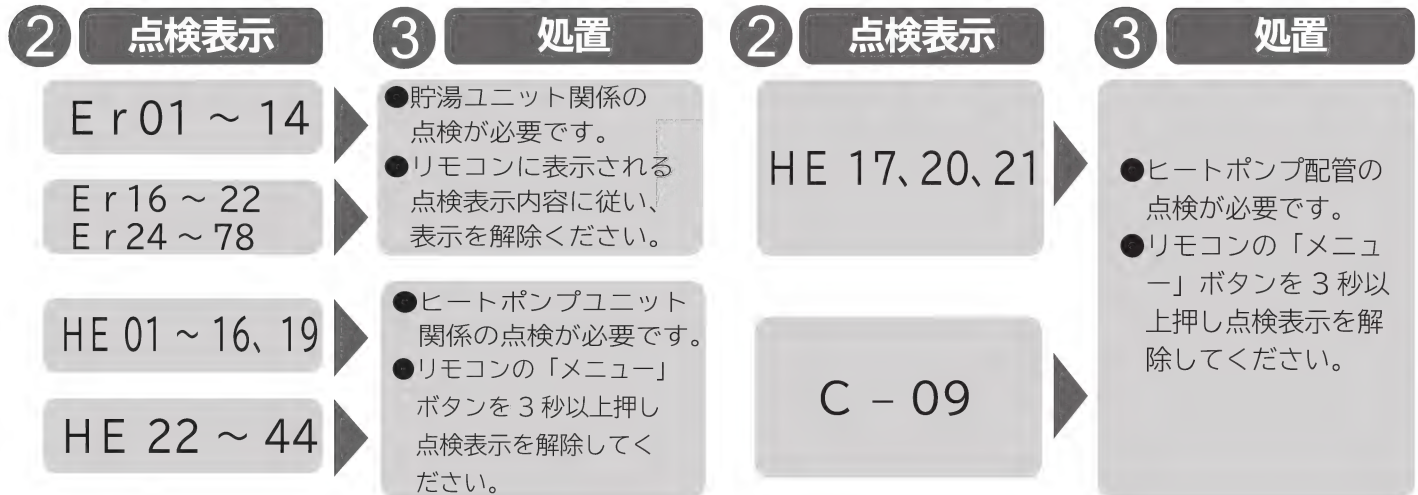 ② 点検表示
③ 処置
Er01 ～ 14
Er16 ～ 22
Er24 ～ 78
●貯湯ユニット関係の
点検が必要です。
●リモコンに表示される
点検表示内容に従い、
表示を解除ください。
HE 01 ～ 16、19
HE 22 ～ 44
●ヒートポンプユニット
関係の点検が必要です。
●リモコンの「メニュー」
ボタンを 3 秒以上押し
点検表示を解除してく
ださい。
② 点検表示
③ 処置
HE 17、20、21
C − 09
●ヒートポンプ配管の
点検が必要です。
●リモコンの「メニュ
ー」ボタンを 3 秒以
上押し点検表示を解
除してください。